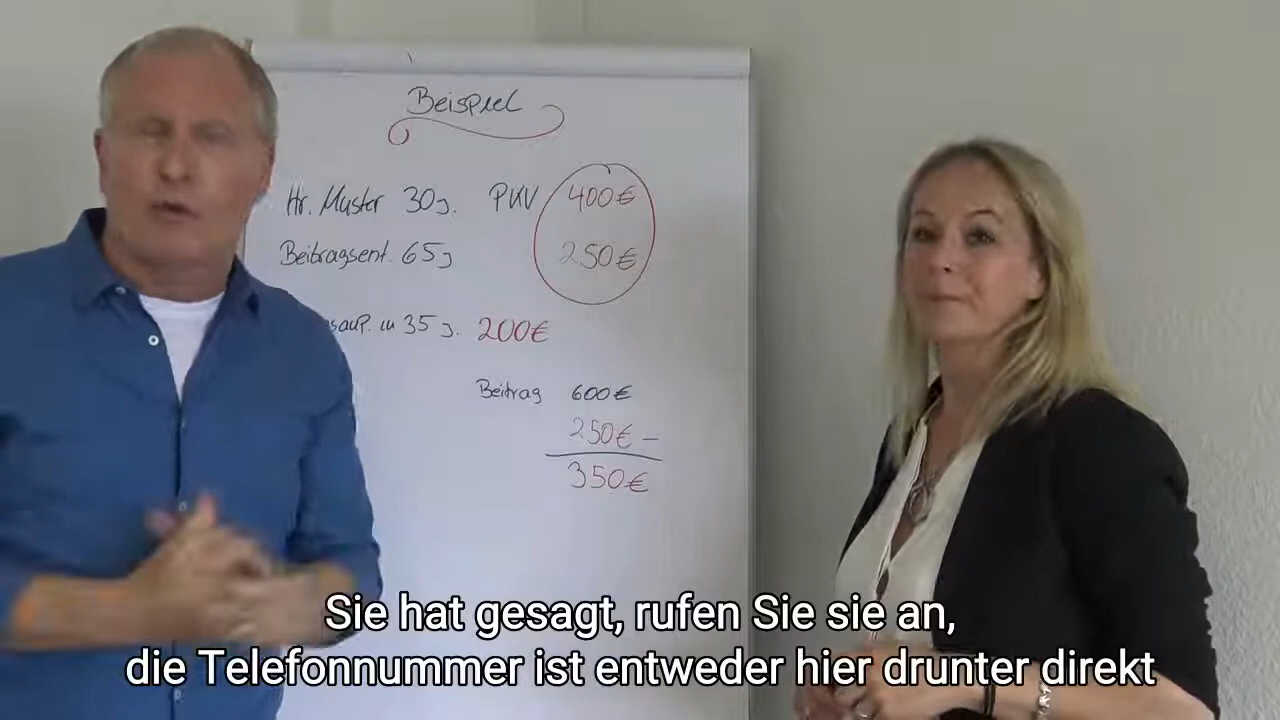 Beispiel
Hr. Muster 30 J. PKV 400 €
Beitragsent. 65 J 250 €
in 35 J. 200 €
Beitrag 600 €
250 € -
350 €
Sie hat gesagt, rufen Sie sie an,
die Telefonnummer ist entweder hier drunter direkt